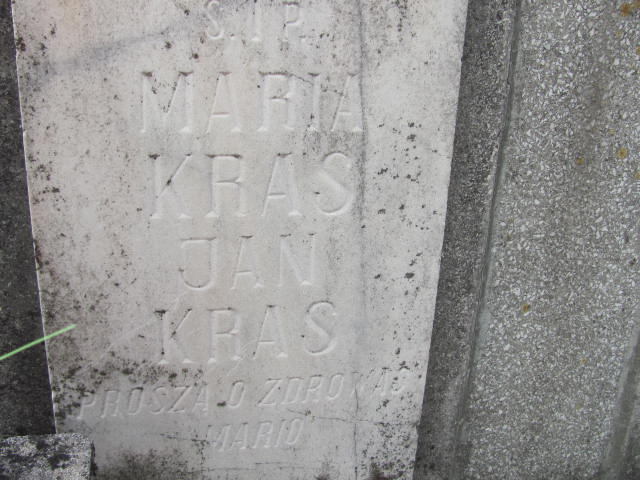 Ś. I P.
MARIA
KRAS
JAN
KRAS
PROSZĄ O ZDROWAŚ
MARIO